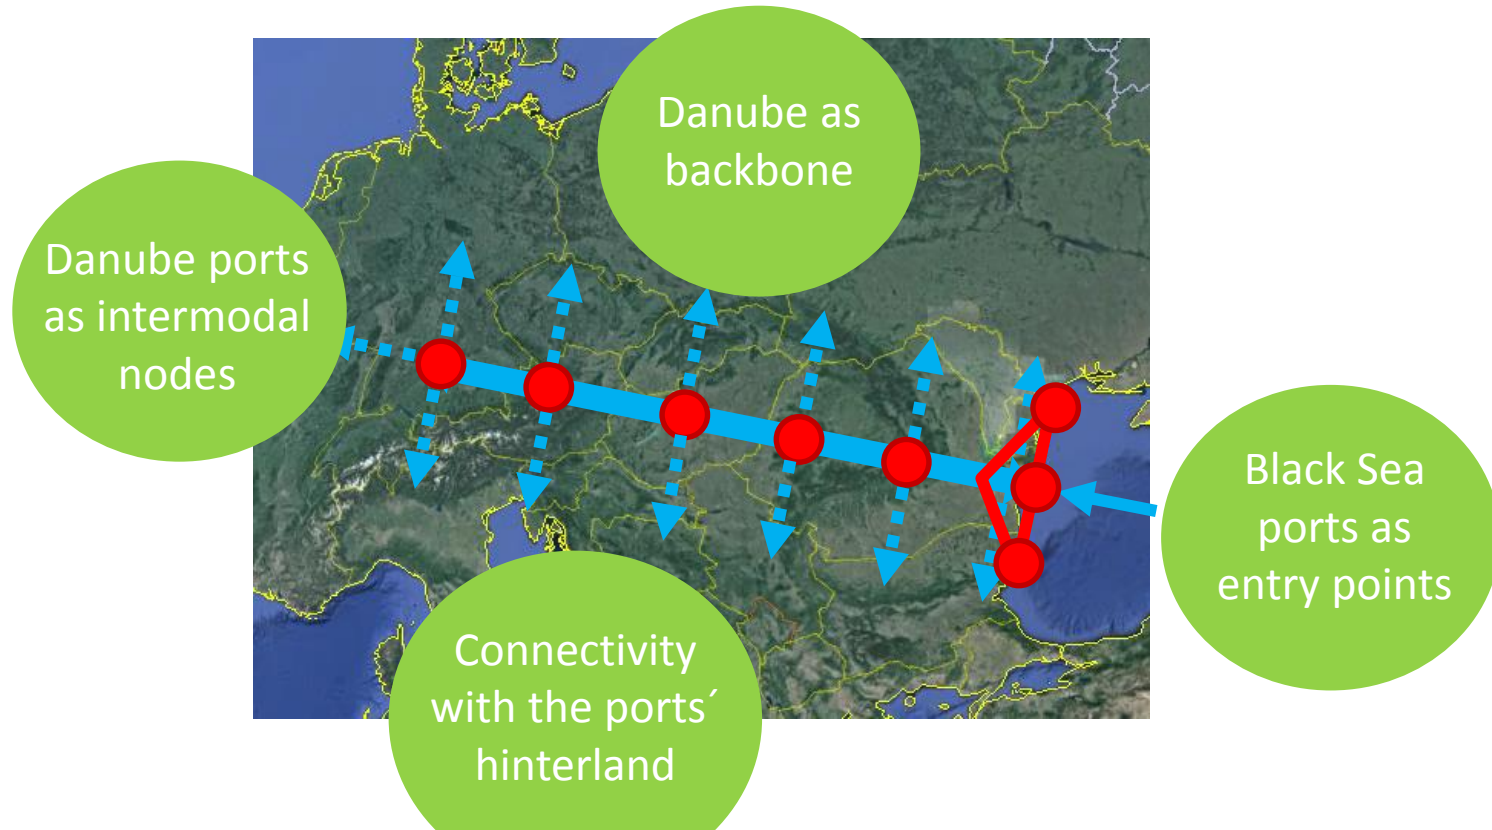 Danube as
backbone
Danube ports
as intermodal
nodes
Black Sea
ports as
entry points
Connectivity
with the ports´
hinterland